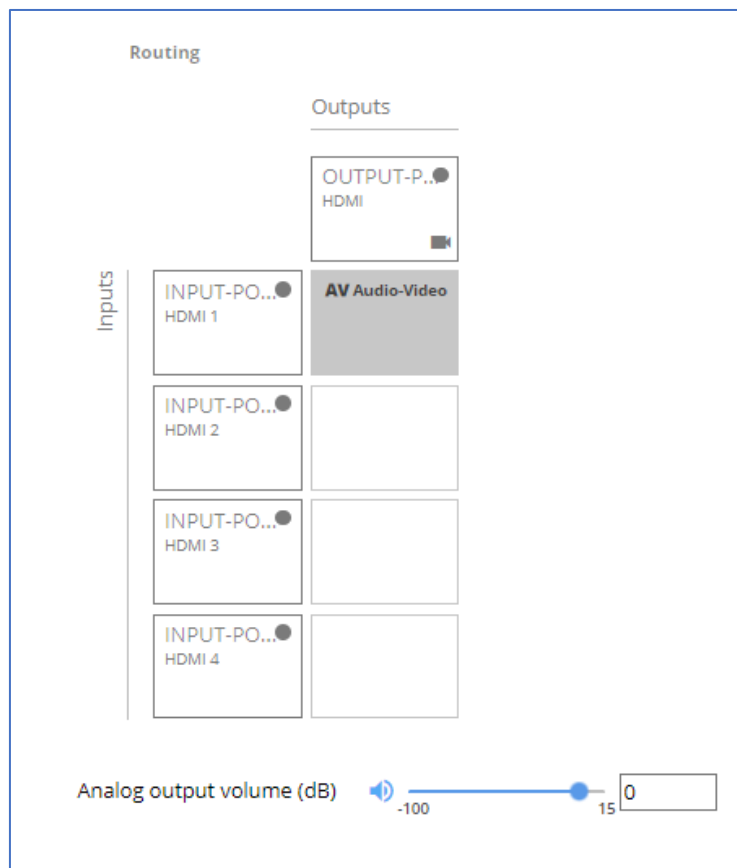 Routing
Outputs
OUTPUT-P...
HDMI
Inputs
INPUT-PO...
HDMI 1
AV Audio-Video
INPUT-PO...
HDMI 2
INPUT-PO...
HDMI 3
INPUT-PO...
HDMI 4
Analog output volume (dB)
-100
15
0